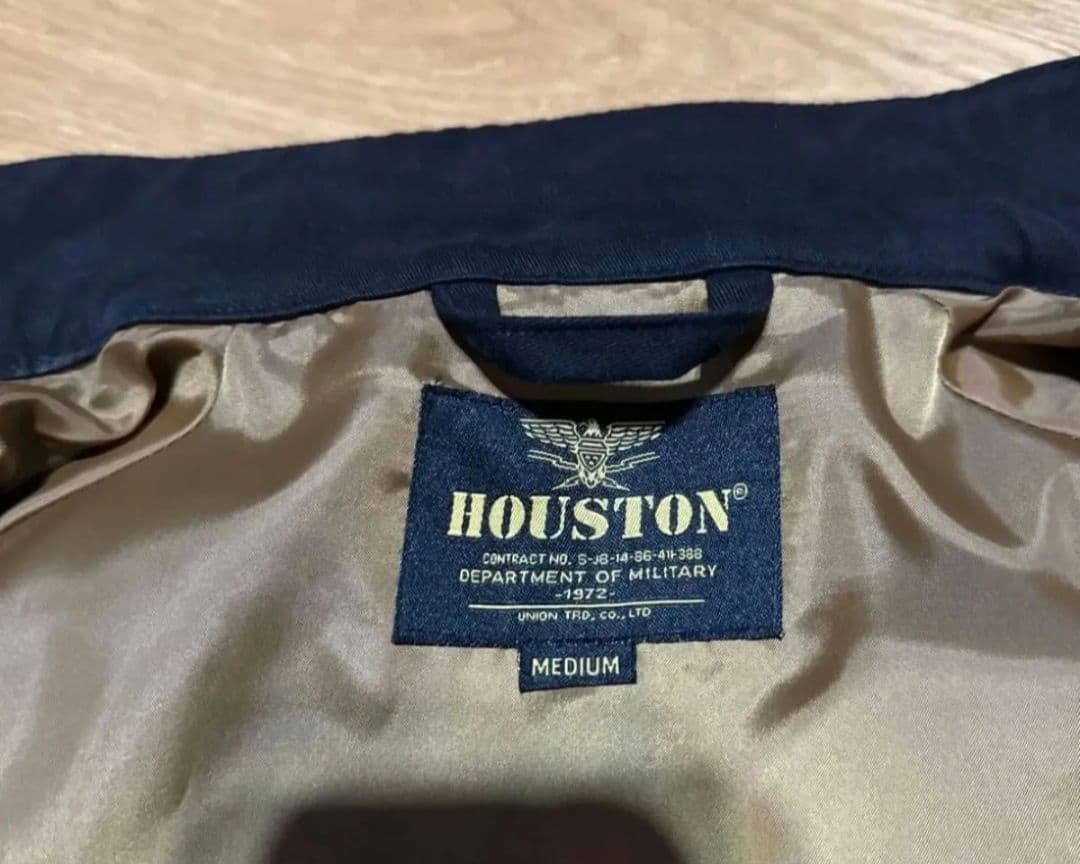 HOUSTON®
CONTRACT NO. S-J8-14-86-411-388
DEPARTMENT OF MILITARY
-1972-
UNION TRD, CO., LTD
MEDIUM